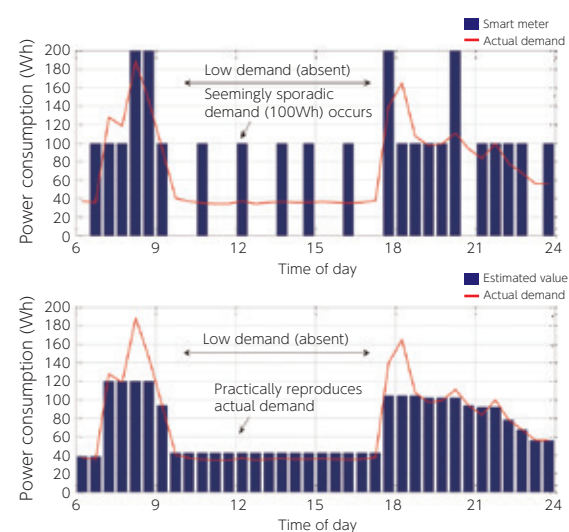 Smart meter
Actual demand
Power consumption (Wh)
200
180
160
140
120
100
80
60
40
20
0
Low demand (absent)
Seemingly sporadic
demand (100Wh) occurs
6
9
12
15
18
21
24
Time of day
Estimated value
Actual demand
Power consumption (Wh)
200
180
160
140
120
100
80
60
40
20
0
Low demand (absent)
Practically reproduces
actual demand
6
9
12
15
18
21
24
Time of day